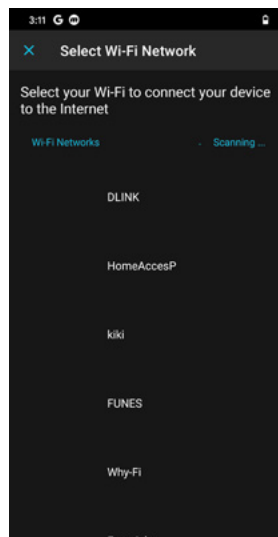 3:11 G
Select Wi-Fi Network
Select your Wi-Fi to connect your device
to the Internet
Wi-Fi Networks Scanning ...
DLINK
HomeAccesP
kiki
FUNES
Why-Fi